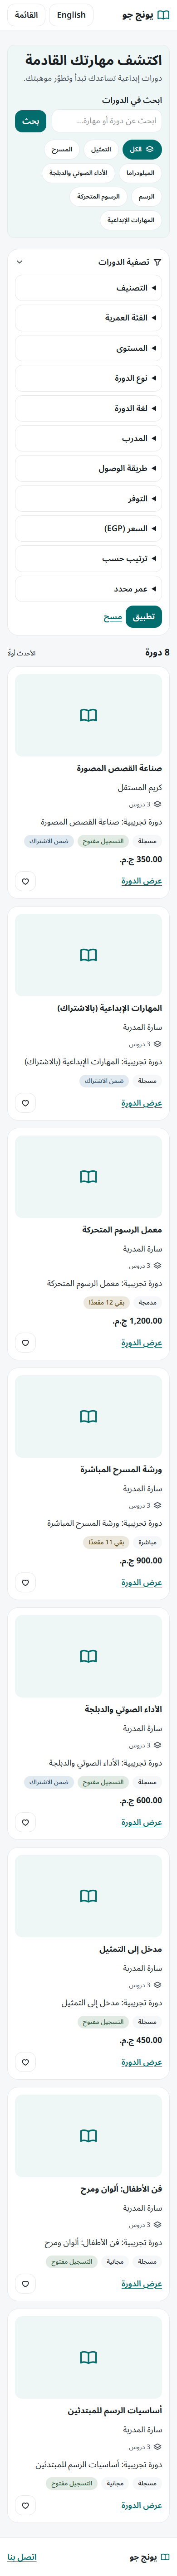 يونج جو
English
القائمة
اكتشف مهارتك القادمة
دورات إبداعية تساعدك تبدأ وتطوّر موهبتك.
ابحث في الدورات
ابحث عن دورة أو مهارة...
بحث
الكل
التمثيل
المسرح
الميلودراما
الأداء الصوتي والدبلجة
الرسم
الرسوم المتحركة
المهارات الإبداعية
تصفية الدورات
التصنيف
الفئة العمرية
المستوى
نوع الدورة
لغة الدورة
المدرب
طريقة الوصول
التوفر
السعر (EGP)
ترتيب حسب
عمر محدد
تطبيق
مسح
8 دورة
الأحدث أولًا
صناعة القصص المصورة
كريم المستقل
3 دروس
دورة تجريبية: صناعة القصص المصورة
مسجلة
التسجيل مفتوح
ضمن الاشتراك
350.00 ج.م.
عرض الدورة
المهارات الإبداعية (بالاشتراك)
سارة المدربة
3 دروس
دورة تجريبية: المهارات الإبداعية (بالاشتراك)
مسجلة
ضمن الاشتراك
عرض الدورة
معمل الرسوم المتحركة
سارة المدربة
3 دروس
دورة تجريبية: معمل الرسوم المتحركة
مدمجة
بقي 12 مقعدًا
1,200.00 ج.م.
عرض الدورة
ورشة المسرح المباشرة
سارة المدربة
3 دروس
دورة تجريبية: ورشة المسرح المباشرة
مباشرة
بقي 11 مقعدًا
900.00 ج.م.
عرض الدورة
الأداء الصوتي والدبلجة
سارة المدربة
3 دروس
دورة تجريبية: الأداء الصوتي والدبلجة
مسجلة
التسجيل مفتوح
ضمن الاشتراك
600.00 ج.م.
عرض الدورة
مدخل إلى التمثيل
سارة المدربة
3 دروس
دورة تجريبية: مدخل إلى التمثيل
مسجلة
التسجيل مفتوح
450.00 ج.م.
عرض الدورة
فن الأطفال: ألوان ومرح
سارة المدربة
3 دروس
دورة تجريبية: فن الأطفال: ألوان ومرح
مسجلة
مجانية
التسجيل مفتوح
عرض الدورة
أساسيات الرسم للمبتدئين
سارة المدربة
3 دروس
دورة تجريبية: أساسيات الرسم للمبتدئين
مسجلة
مجانية
التسجيل مفتوح
عرض الدورة
يونج جو
اتصل بنا